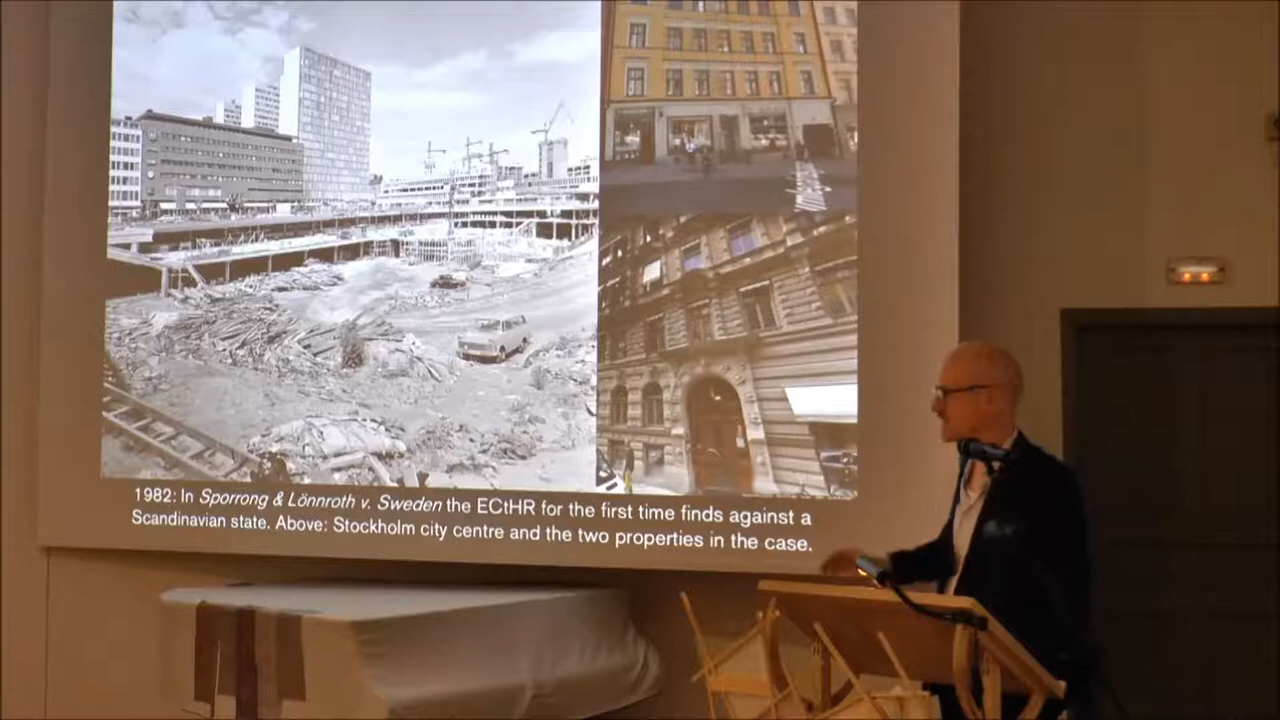 1982: In Sporrong & Lönnroth v. Sweden the ECtHR for the first time finds against a
Scandinavian state. Above: Stockholm city centre and the two properties in the case.